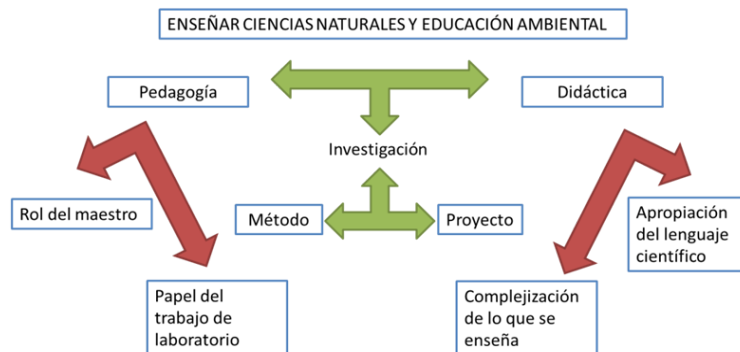 ENSEÑAR CIENCIAS NATURALES Y EDUCACIÓN AMBIENTAL
Pedagogía
Didáctica
Investigación
Rol del maestro
Método
Proyecto
Apropiación
del lenguaje
científico
Papel del
trabajo de
laboratorio
Complejización
de lo que se
enseña